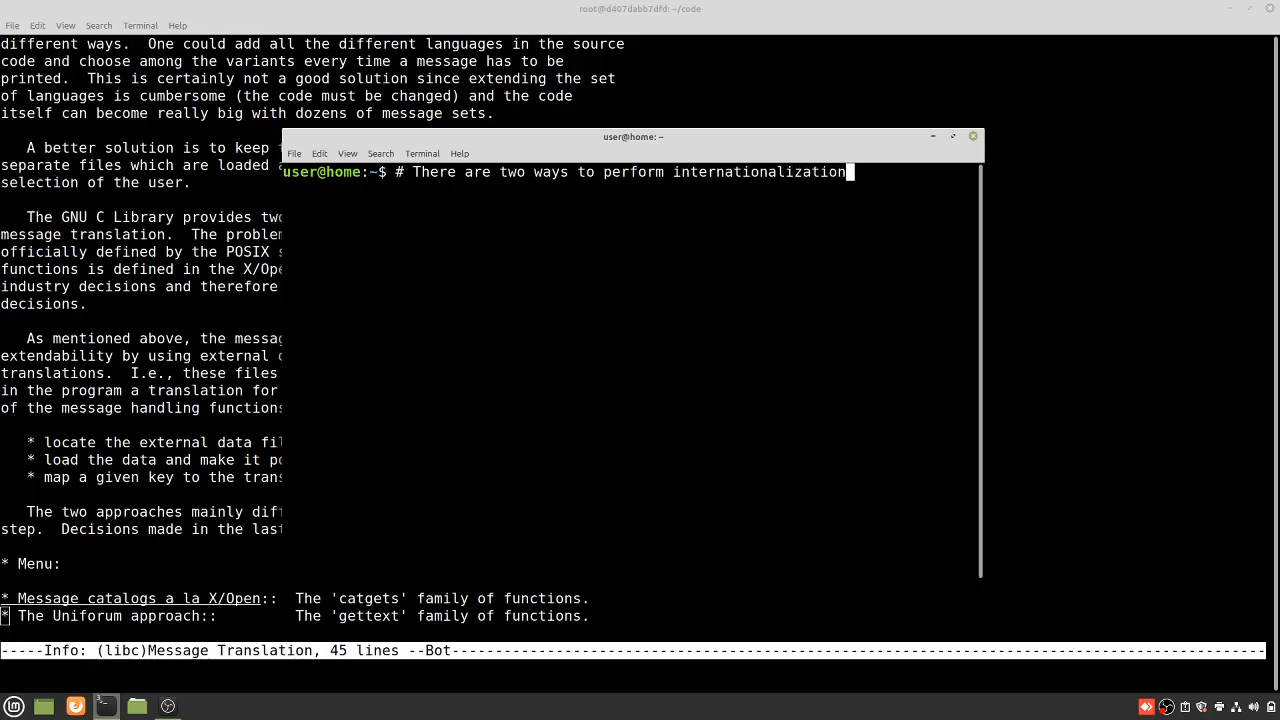 root@d407dabb7dfd: ~/code
File Edit View Search Terminal Help
different ways.  One could add all the different languages in the source
code and choose among the variants every time a message has to be
printed.  This is certainly not a good solution since extending the set
of languages is cumbersome (the code must be changed) and the code
itself can become really big with dozens of message sets.
A better solution is to keep
separate files which are loaded
selection of the user.
The GNU C Library provides two
message translation.  The problem
officially defined by the POSIX
functions is defined in the X/Ope
industry decisions and therefore
decisions.
As mentioned above, the messag
extendability by using external
translations.  I.e., these files
in the program a translation for
of the message handling functions
* locate the external data fil
* load the data and make it po
* map a given key to the trans
The two approaches mainly diff
step.  Decisions made in the last
* Menu:
* Message catalogs a la X/Open::  The 'catgets' family of functions.
* The Uniforum approach::         The 'gettext' family of functions.
-----Info: (libc)Message Translation, 45 lines --Bot----------------------------------------------------------------------------------------------
user@home: ~
File Edit View Search Terminal Help
user@home:~$ # There are two ways to perform internationalization